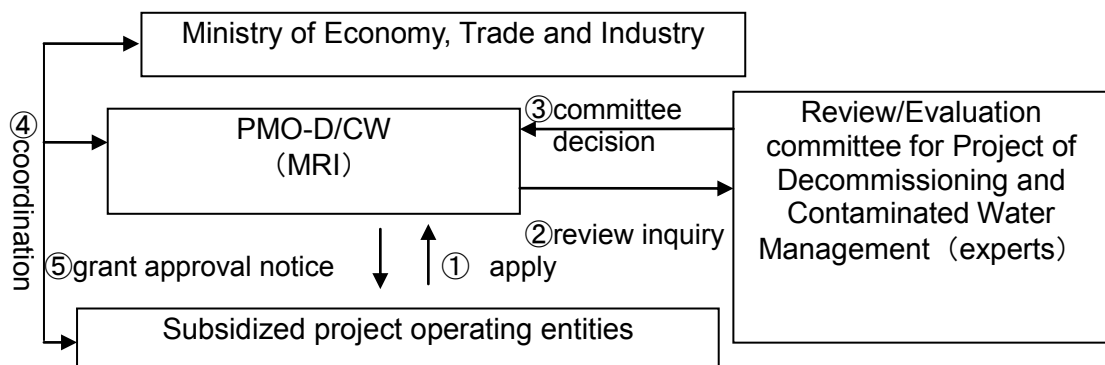 Ministry of Economy, Trade and Industry
④coordination
PMO-D/CW
（MRI）
③committee
decision
Review/Evaluation
committee for Project of
Decommissioning and
Contaminated Water
Management（experts）
②review inquiry
⑤grant approval notice
① apply
Subsidized project operating entities